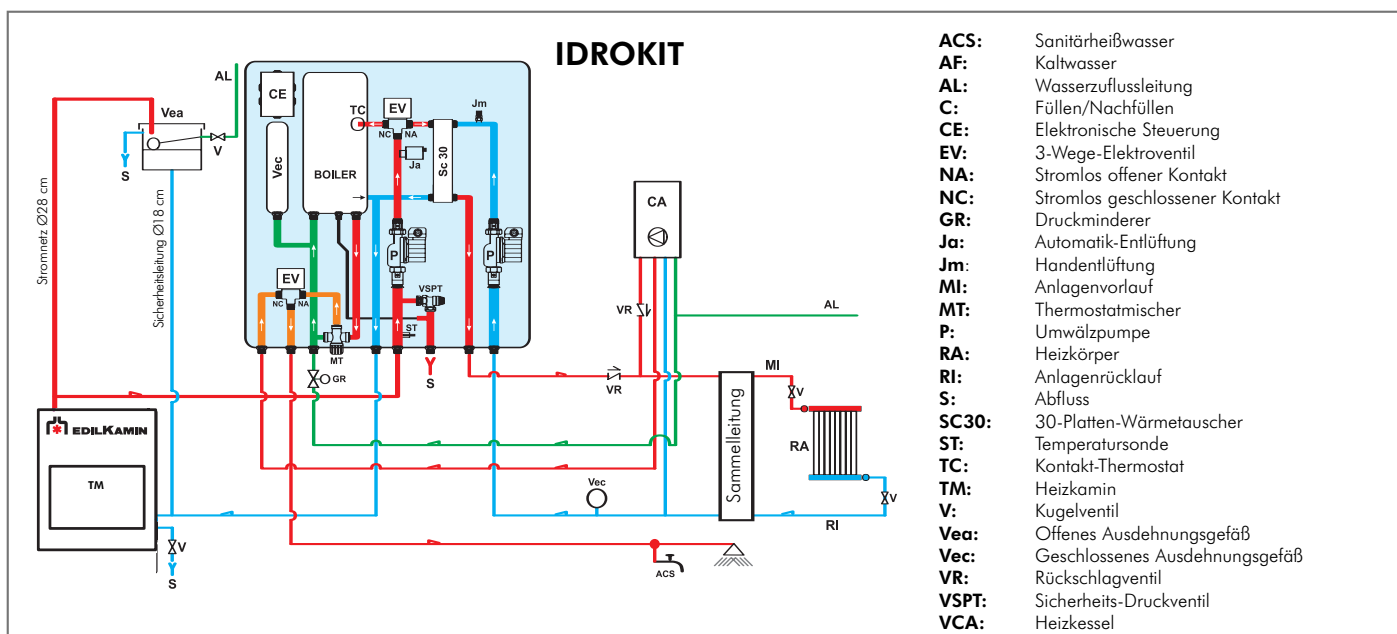 IDROKIT
AL
Vea
V
S
Stromnetz Ø28 cm
Sicherheitsleitung Ø18 cm
CE
Vec
BOILER
TC
EV
NC
NA
Ja
Sc 30
Jm
P
P
EV
NC
NA
MT
VSPT
ST
S
GR
CA
VR
VR
AL
MI
V
RA
V
RI
Sammelleitung
Vec
ACS
EDILKAMIN
TM
V
S
ACS: Sanitärheißwasser
AF: Kaltwasser
AL: Wasserzuflussleitung
C: Füllen/Nachfüllen
CE: Elektronische Steuerung
EV: 3-Wege-Elektroventil
NA: Stromlos offener Kontakt
NC: Stromlos geschlossener Kontakt
GR: Druckminderer
Ja: Automatik-Entlüftung
Jm: Handentlüftung
MI: Anlagenvorlauf
MT: Thermostatmischer
P: Umwälzpumpe
RA: Heizkörper
RI: Anlagenrücklauf
S: Abfluss
SC30: 30-Platten-Wärmetauscher
ST: Temperatursonde
TC: Kontakt-Thermostat
TM: Heizkamin
V: Kugelventil
Vea: Offenes Ausdehnungsgefäß
Vec: Geschlossenes Ausdehnungsgefäß
VR: Rückschlagventil
VSPT: Sicherheits-Druckventil
VCA: Heizkessel